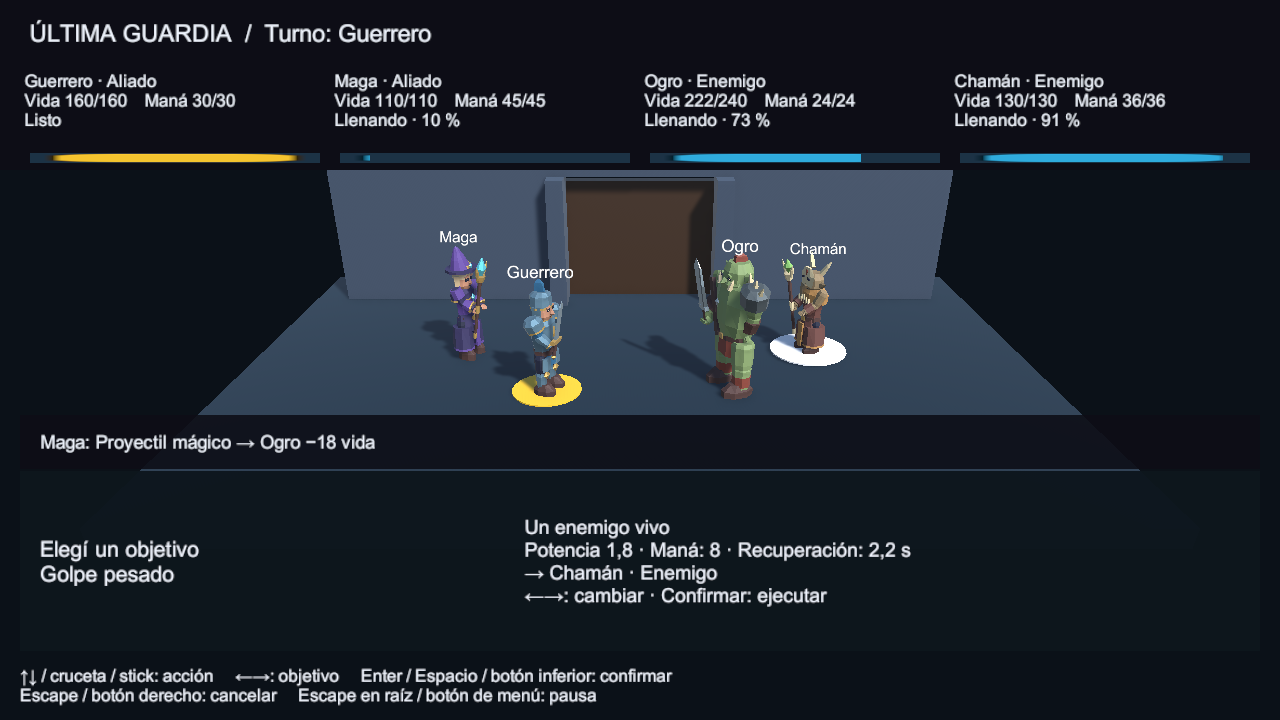 ÚLTIMA GUARDIA / Turno: Guerrero
Guerrero · Aliado
Vida 160/160 Maná 30/30
Listo
Maga · Aliado
Vida 110/110 Maná 45/45
Llenando · 10 %
Ogro · Enemigo
Vida 222/240 Maná 24/24
Llenando · 73 %
Chamán · Enemigo
Vida 130/130 Maná 36/36
Llenando · 91 %
Maga
Guerrero
Ogro
Chamán
Maga: Proyectil mágico → Ogro −18 vida
Elegí un objetivo
Golpe pesado
Un enemigo vivo
Potencia 1,8 · Maná: 8 · Recuperación: 2,2 s
→ Chamán · Enemigo
←→: cambiar · Confirmar: ejecutar
↑↓ / cruceta / stick: acción ←→: objetivo Enter / Espacio / botón inferior: confirmar
Escape / botón derecho: cancelar Escape en raíz / botón de menú: pausa